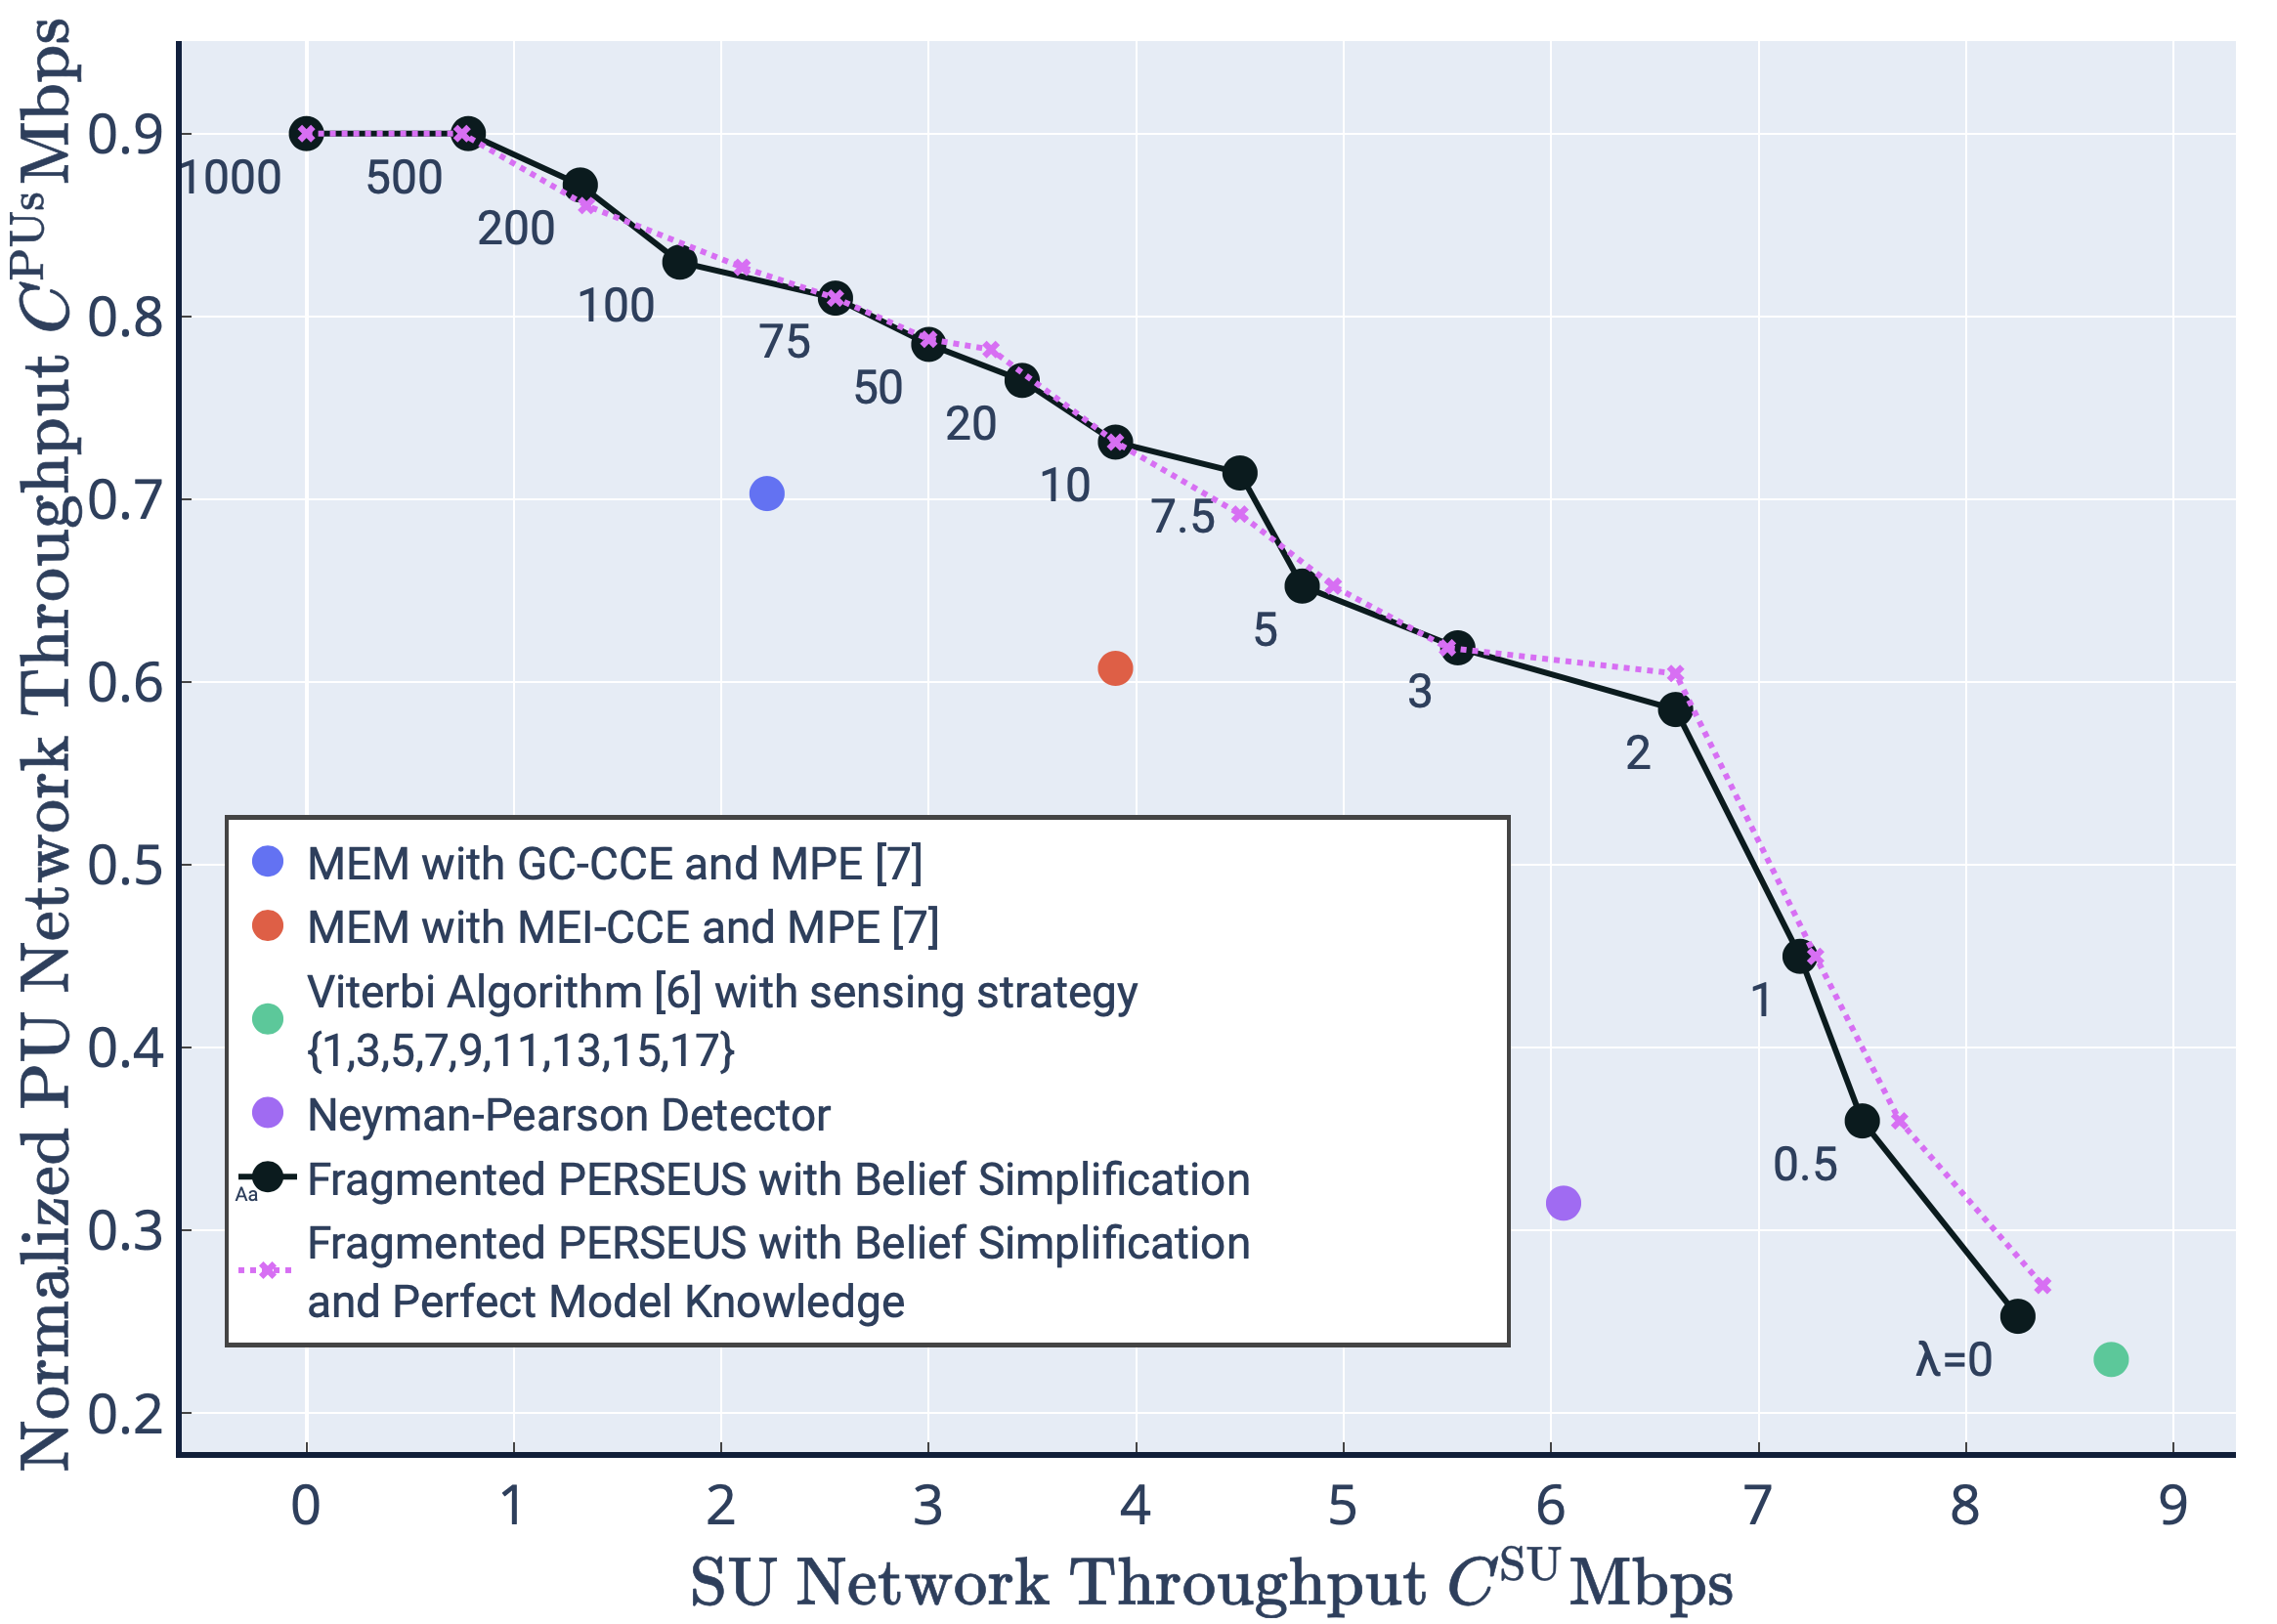 Normalized PU Network Throughput C^PUs Mbps
0.9
0.8
0.7
0.6
0.5
0.4
0.3
0.2
1000
500
200
100
75
50
20
10
7.5
5
3
2
1
0.5
λ=0
MEM with GC-CCE and MPE [7]
MEM with MEI-CCE and MPE [7]
Viterbi Algorithm [6] with sensing strategy
{1,3,5,7,9,11,13,15,17}
Neyman-Pearson Detector
Aa
Fragmented PERSEUS with Belief Simplification
Fragmented PERSEUS with Belief Simplification
and Perfect Model Knowledge
0 1 2 3 4 5 6 7 8 9
SU Network Throughput C^SU Mbps